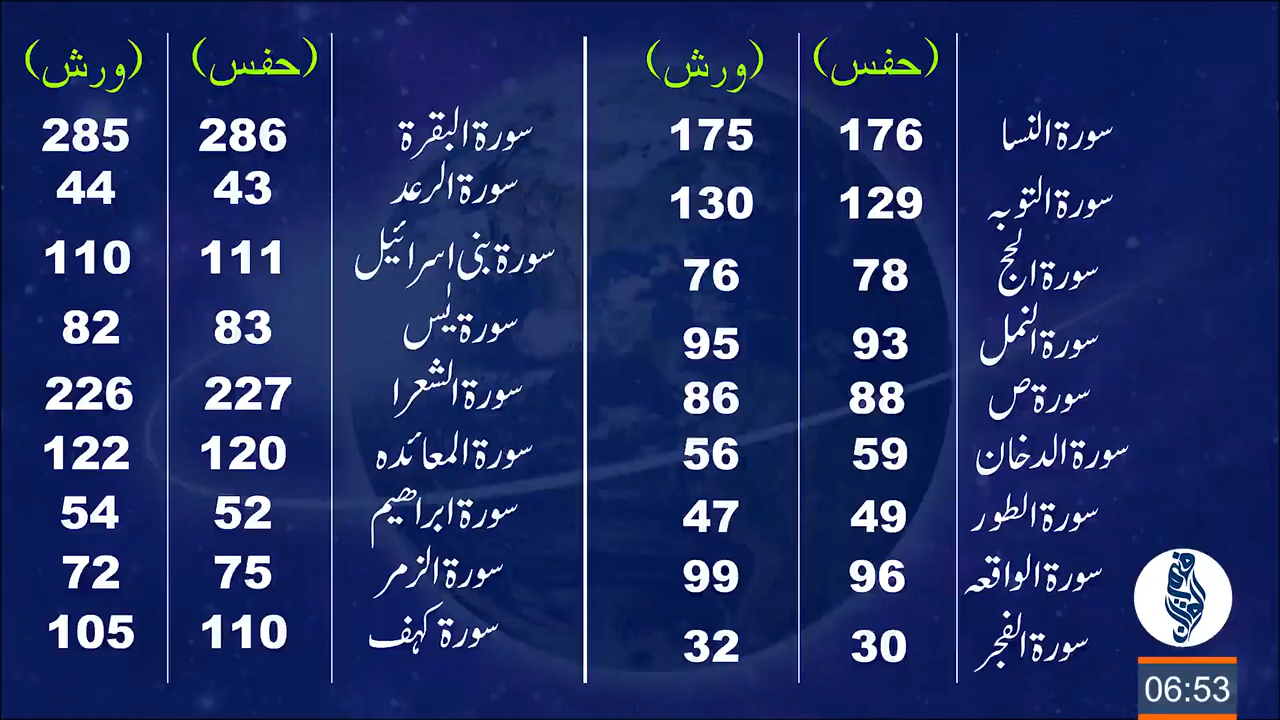 (حفس) (ورش)
سورۃ النسا 176 175
سورۃ التوبہ 129 130
سورۃ الحج 78 76
سورۃ النمل 93 95
سورۃ ص 88 86
سورۃ الدخان 59 56
سورۃ الطور 49 47
سورۃ الواقعہ 96 99
سورۃ الفجر 30 32
(حفس) (ورش)
سورۃ البقرۃ 286 285
سورۃ الرعد 43 44
سورۃ بنی اسرائیل 111 110
سورۃ یٰس 83 82
سورۃ الشعرا 227 226
سورۃ المعائدہ 120 122
سورۃ ابراھیم 52 54
سورۃ الزمر 75 72
سورۃ کہف 110 105
06:53